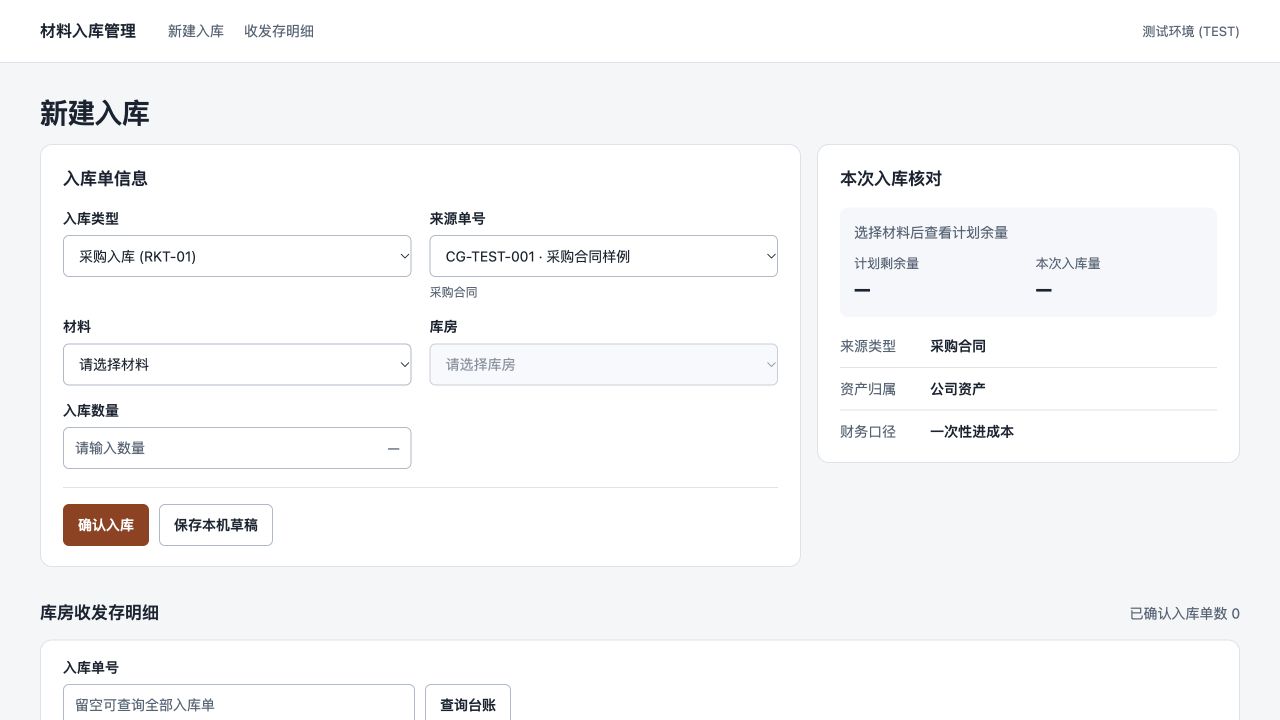 材料入库管理 新建入库 收发存明细 测试环境 (TEST)
新建入库
入库单信息
入库类型 来源单号
采购入库 (RKT-01) CG-TEST-001 · 采购合同样例
采购合同
材料 库房
请选择材料 请选择库房
入库数量
请输入数量 —
确认入库 保存本机草稿
本次入库核对
选择材料后查看计划余量
计划剩余量 本次入库量
— —
来源类型 采购合同
资产归属 公司资产
财务口径 一次性进成本
库房收发存明细 已确认入库单数 0
入库单号
留空可查询全部入库单 查询台账